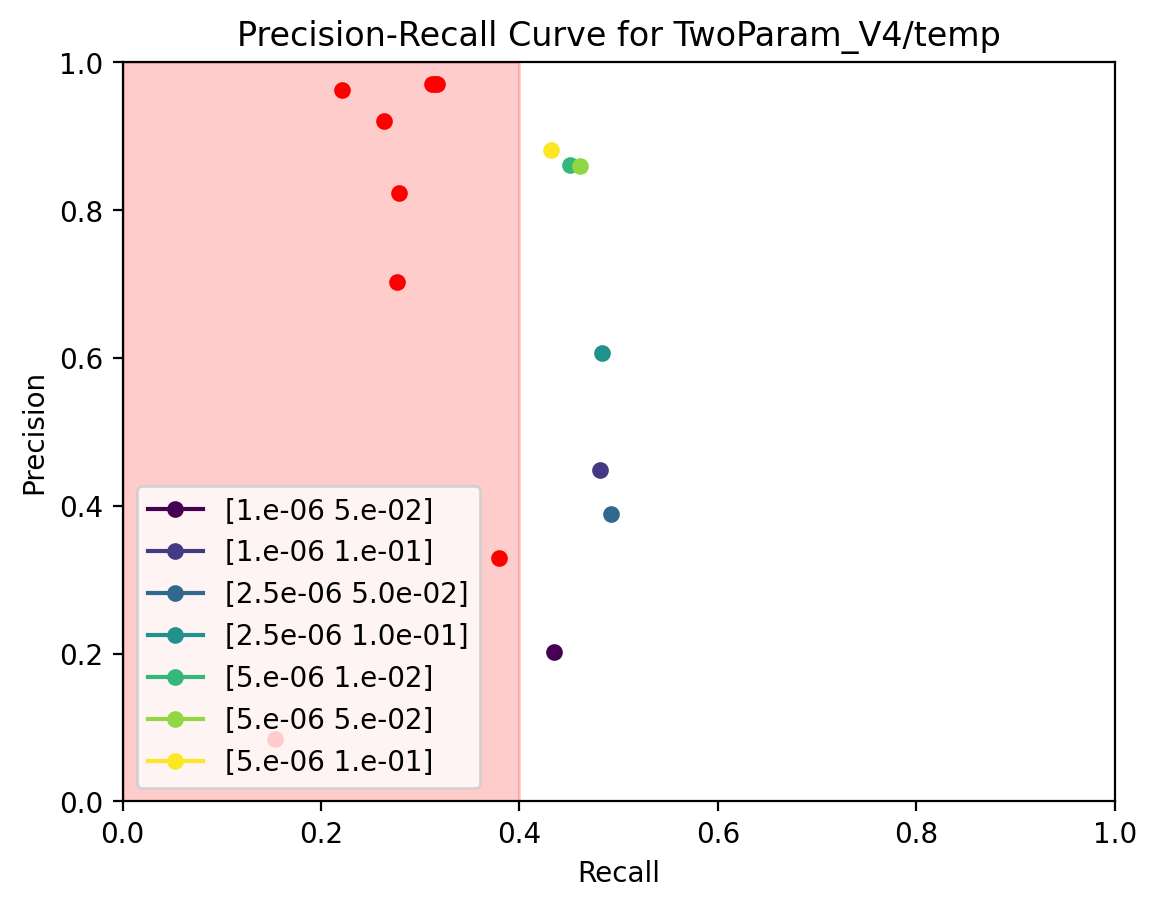 Precision-Recall Curve for TwoParam_V4/temp
1.0
0.8
0.6
0.4
0.2
0.0
Precision
[1.e-06 5.e-02]
[1.e-06 1.e-01]
[2.5e-06 5.0e-02]
[2.5e-06 1.0e-01]
[5.e-06 1.e-02]
[5.e-06 5.e-02]
[5.e-06 1.e-01]
0.0 0.2 0.4 0.6 0.8 1.0
Recall